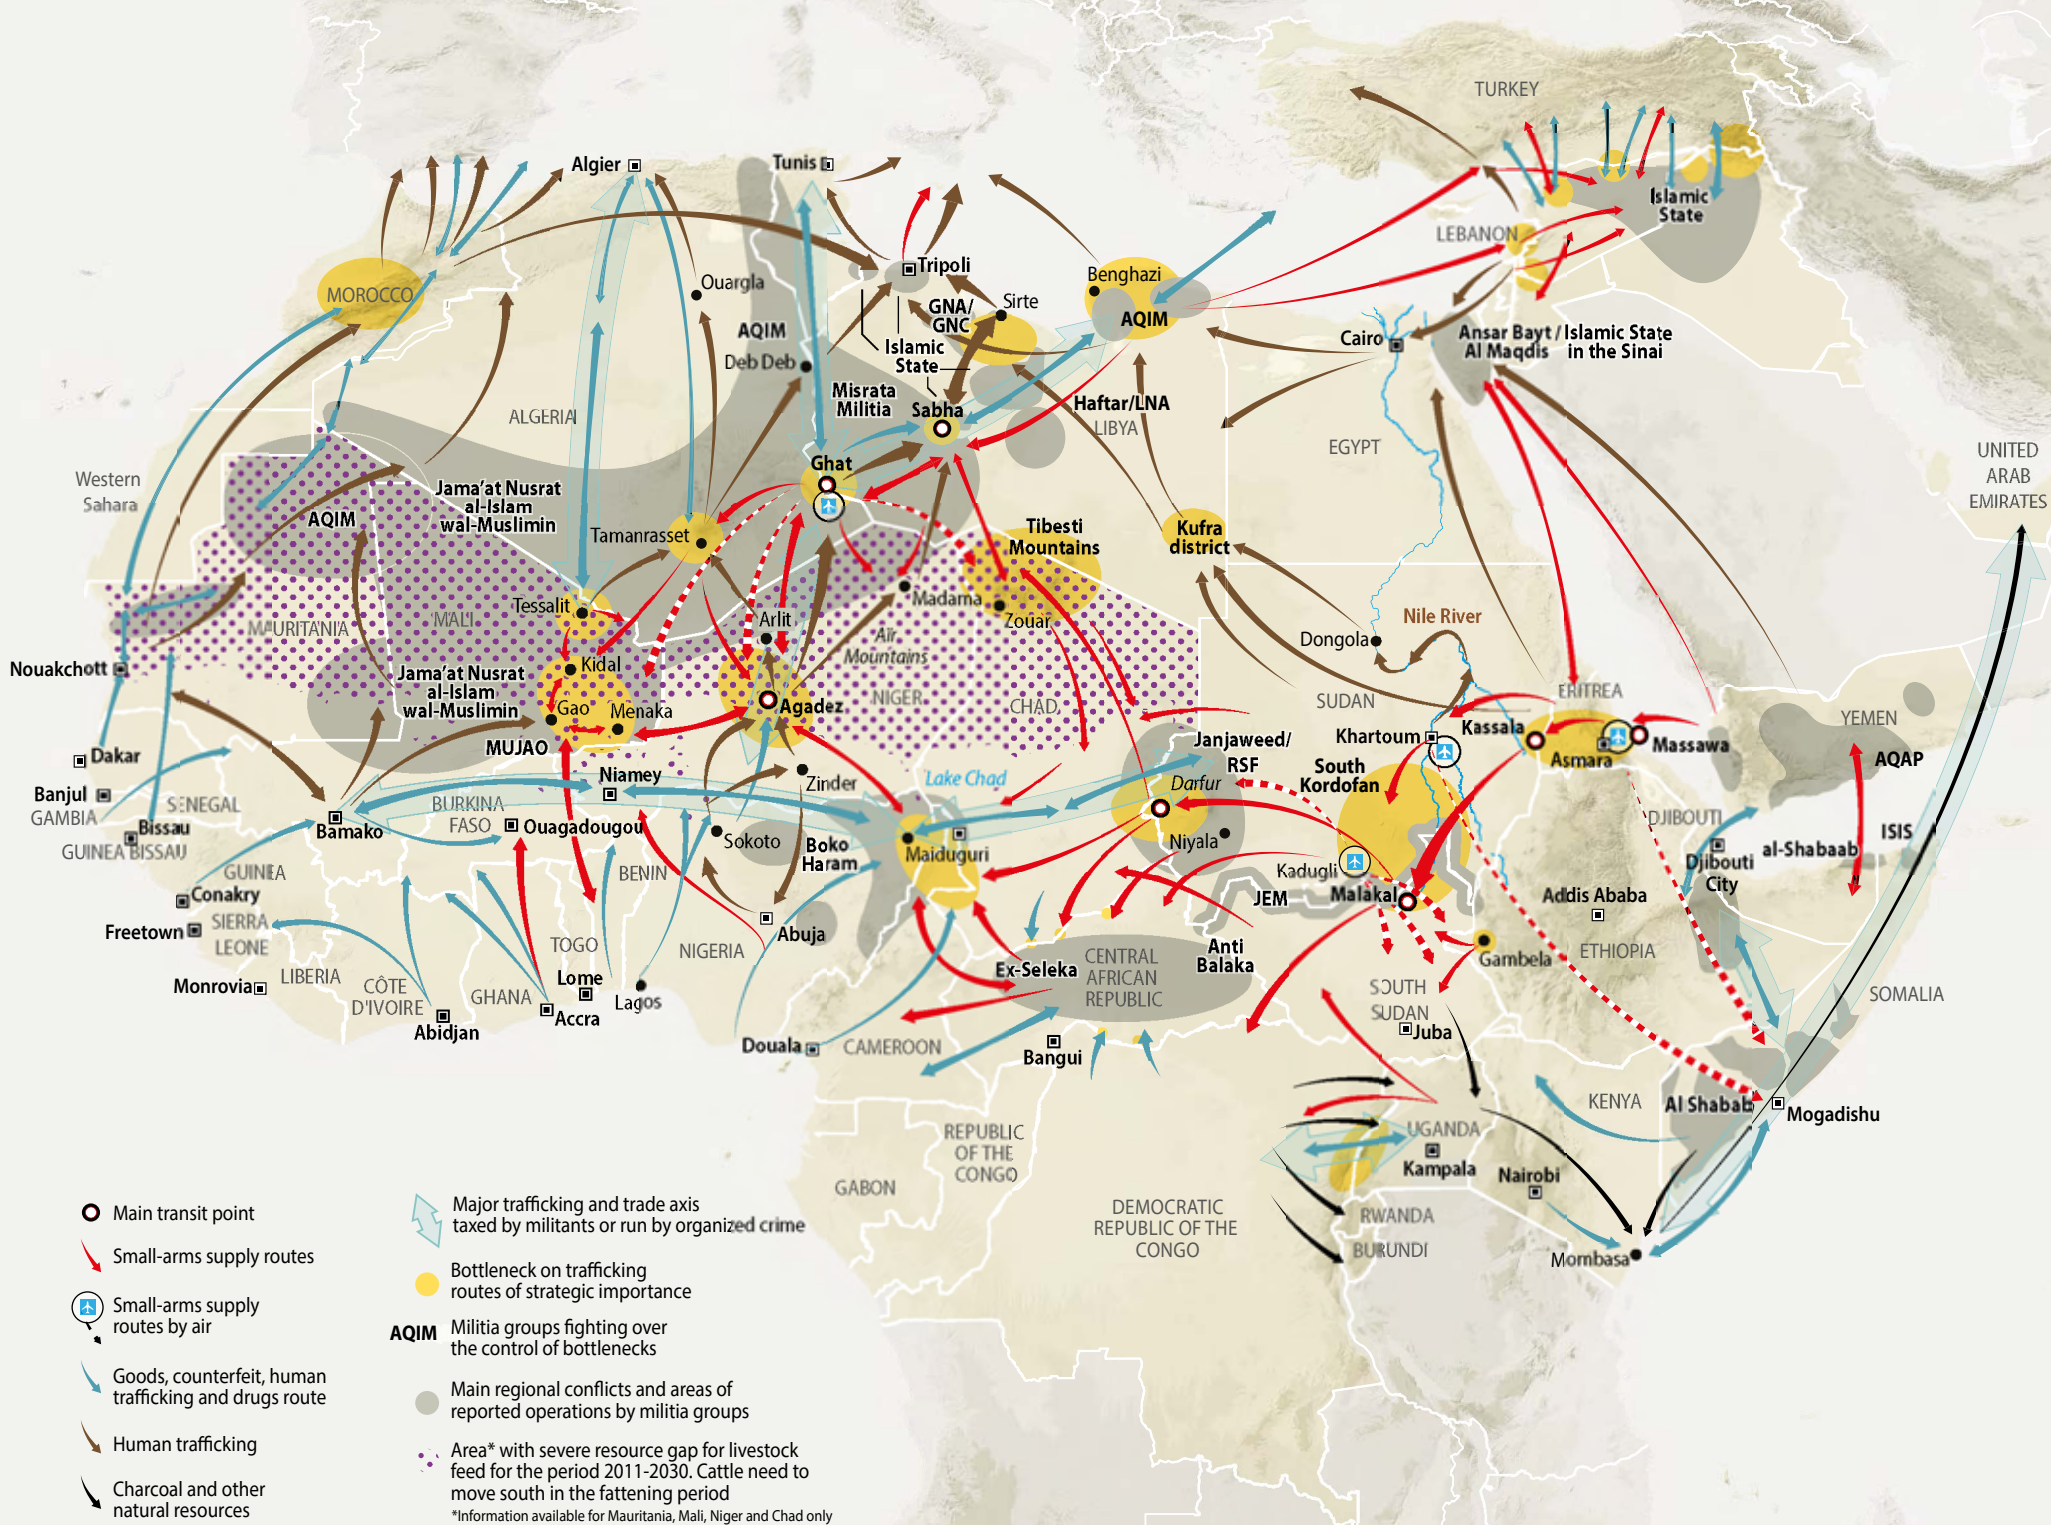 TURKEY
Algier
Tunis
Islamic
State
LEBANON
Tripoli
Benghazi
MOROCCO
Ouargla
GNA/
GNC
Sirte
AQIM
AQIM
Cairo
Ansar Bayt /
Al Maqdis
Islamic State
in the Sinai
Islamic
State
Deb Deb
Misrata
Militia
Sabha
Haftar/LNA
LIBYA
ALGERIA
EGYPT
UNITED
ARAB
EMIRATES
Western
Sahara
Ghat
Jama'at Nusrat
al-Islam
wal-Muslimin
AQIM
Tamanrasset
Tibesti
Mountains
Kufra
district
Tessalit
Madama
Zouar
Arlit
Aïr
Mountains
MAURITANIA
MALI
Nile River
Dongola
Nouakchott
Kidal
Jama'at Nusrat
al-Islam
wal-Muslimin
Gao
Menaka
Agadez
NIGER
CHAD
SUDAN
ERITREA
YEMEN
MUJAO
Khartoum
Kassala
Asmara
Massawa
AQAP
Janjaweed/
RSF
Dakar
Niamey
Zinder
Lake Chad
Darfur
South
Kordofan
Banjul
GAMBIA
SENEGAL
BURKINA
FASO
Bissau
GUINEA BISSAU
Bamako
Ouagadougou
Sokoto
Boko
Haram
Maiduguri
Niyala
DJIBOUTI
Djibouti
City
al-Shabaab
ISIS
GUINEA
BENIN
Kadugli
JEM
Malakal
Addis Ababa
Conakry
Freetown
SIERRA
LEONE
Abuja
NIGERIA
TOGO
Lome
Ex-Seleka
CENTRAL
AFRICAN
REPUBLIC
Anti
Balaka
Gambela
ETHIOPIA
Monrovia
LIBERIA
CÔTE
D'IVOIRE
GHANA
Lagos
SOUTH
SUDAN
SOMALIA
Abidjan
Accra
Juba
Douala
CAMEROON
Bangui
KENYA
Al Shabab
Mogadishu
REPUBLIC
OF THE
CONGO
UGANDA
Kampala
Nairobi
GABON
DEMOCRATIC
REPUBLIC OF THE
CONGO
RWANDA
BURUNDI
Mombasa
Main transit point
Small-arms supply routes
Small-arms supply
routes by air
Goods, counterfeit, human
trafficking and drugs route
Human trafficking
Charcoal and other
natural resources
Major trafficking and trade axis
taxed by militants or run by organized crime
Bottleneck on trafficking
routes of strategic importance
AQIM
Militia groups fighting over
the control of bottlenecks
Main regional conflicts and areas of
reported operations by militia groups
Area* with severe resource gap for livestock
feed for the period 2011-2030. Cattle need to
move south in the fattening period
*Information available for Mauritania, Mali, Niger and Chad only